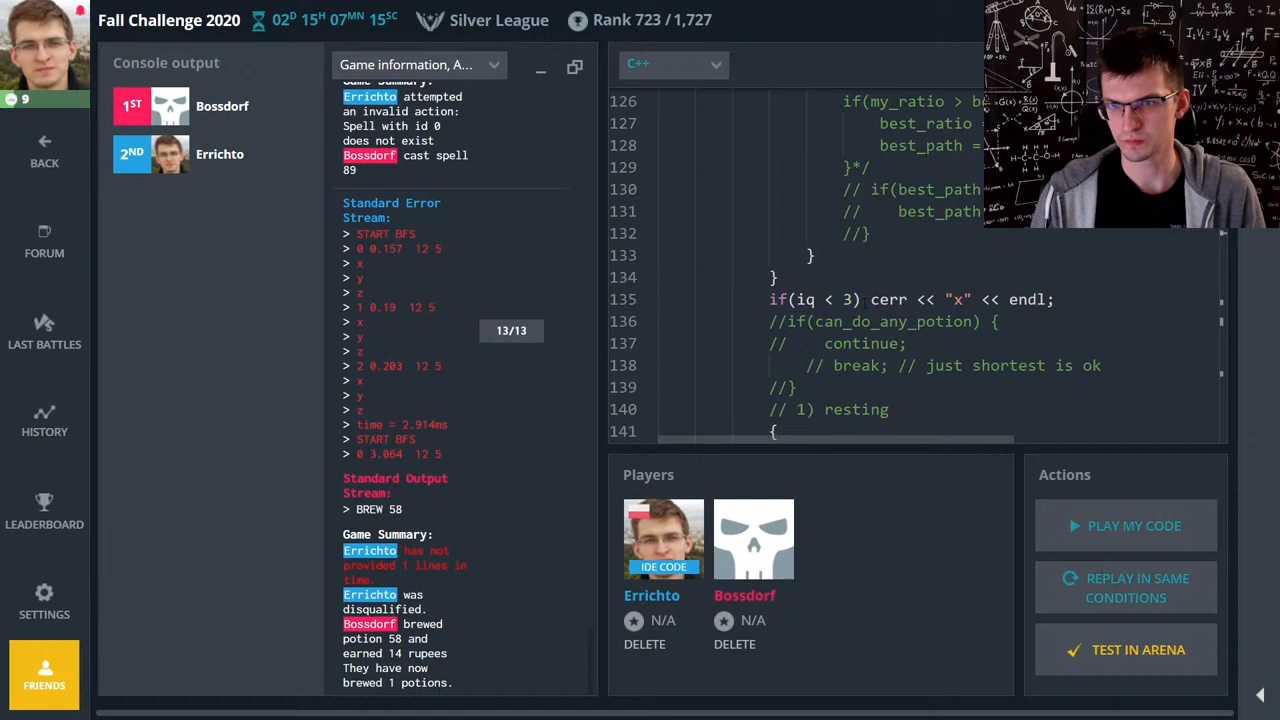 Fall Challenge 2020
02D 15H 07MN 15SC
Silver League
Rank 723 / 1,727
9
BACK
FORUM
LAST BATTLES
HISTORY
LEADERBOARD
SETTINGS
FRIENDS
Console output
1ST Bossdorf
2ND Errichto
Game information, A...
Game Summary:
Errichto attempted
an invalid action:
Spell with id 0
does not exist
Bossdorf cast spell
89
Standard Error
Stream:
> START BFS
> 0 0.157  12 5
> x
> y
> z
> 1 0.19  12 5
> x
> y
> z
> 2 0.203  12 5
> x
> y
> z
> time = 2.914ms
> START BFS
> 0 3.064  12 5
13/13
Standard Output
Stream:
> BREW 58
Game Summary:
Errichto has not
provided 1 lines in
time.
Errichto was
disqualified.
Bossdorf brewed
potion 58 and
earned 14 rupees
They have now
brewed 1 potions.
C++
126 if(my_ratio > be
127 best_ratio =
128 best_path =
129 }*/
130 // if(best_path
131 // best_path
132 //}
133 }
134 }
135 if(iq < 3) cerr << "x" << endl;
136 //if(can_do_any_potion) {
137 // continue;
138 // break; // just shortest is ok
139 //}
140 // 1) resting
141 {
Players
IDE CODE
Errichto
N/A
DELETE
Bossdorf
N/A
DELETE
Actions
PLAY MY CODE
REPLAY IN SAME
CONDITIONS
TEST IN ARENA